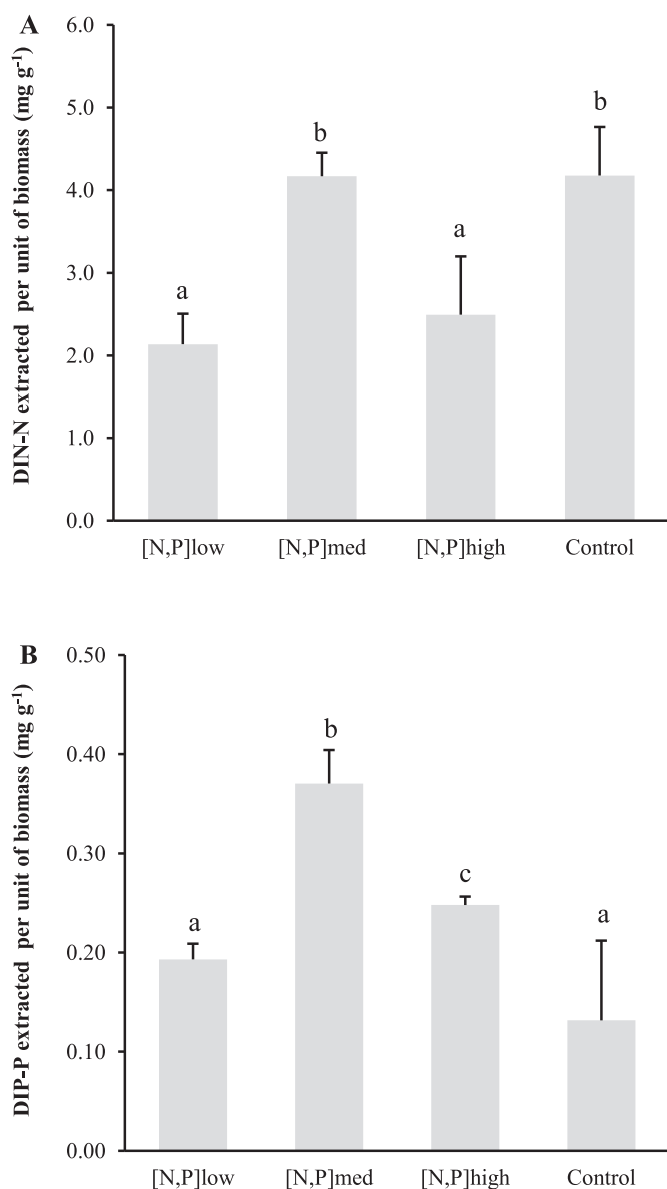 A
DIN-N extracted per unit of biomass (mg g⁻¹)
6.0
5.0
4.0
3.0
2.0
1.0
0.0
a
b
a
b
[N,P]low
[N,P]med
[N,P]high
Control
B
DIP-P extracted per unit of biomass (mg g⁻¹)
0.50
0.40
0.30
0.20
0.10
0.00
a
b
c
a
[N,P]low
[N,P]med
[N,P]high
Control